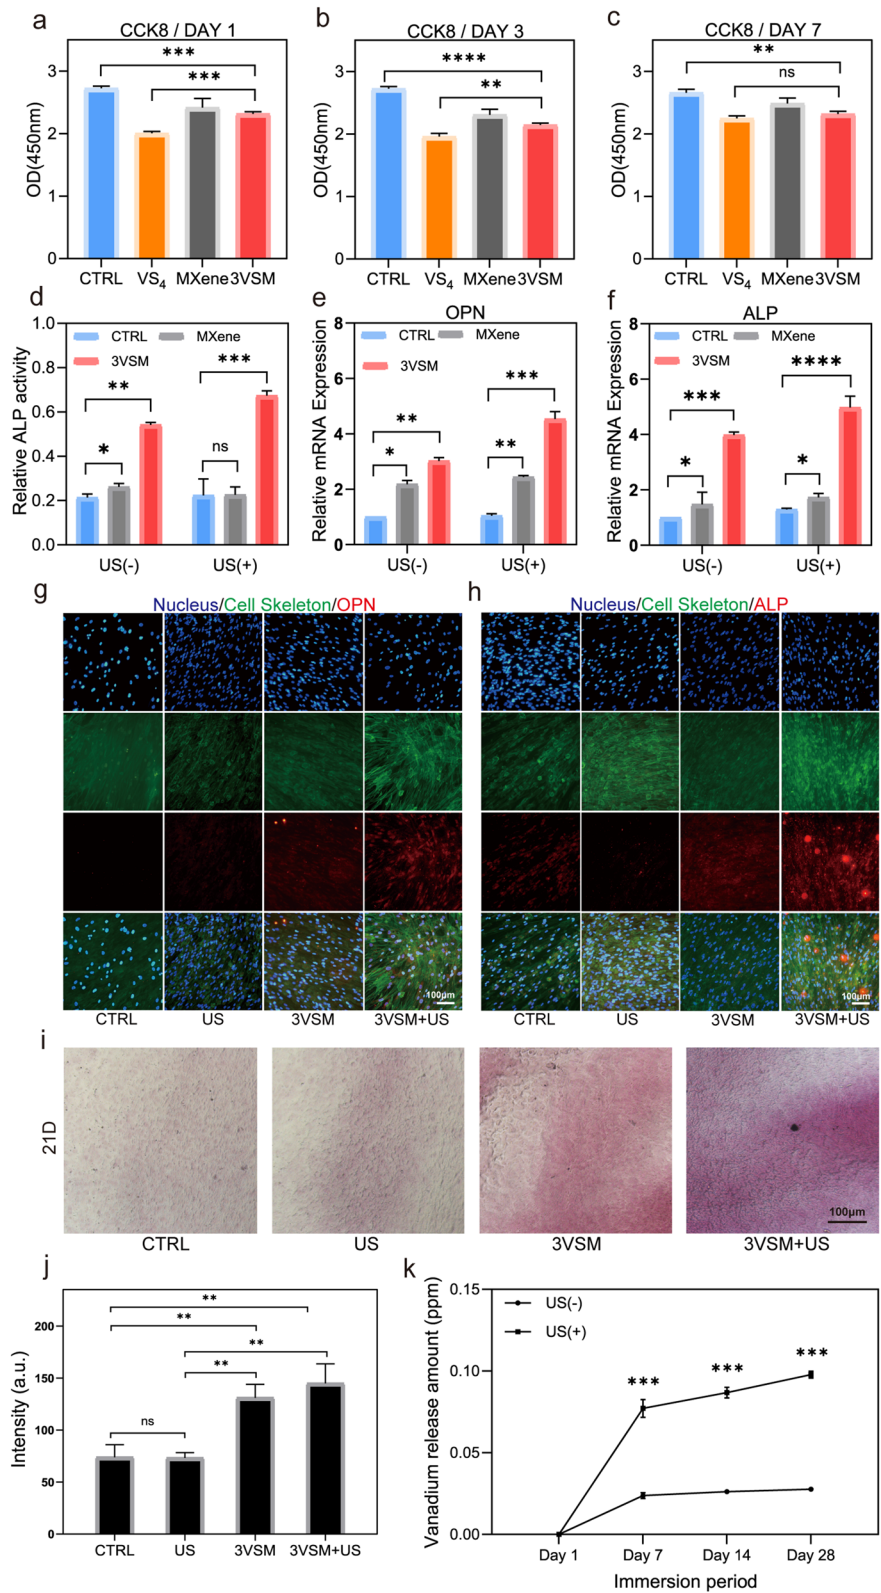 a
CCK8 / DAY 1
***
***
OD(450nm)
3
2
1
0
CTRL
VS4
MXene
3VSM
b
CCK8 / DAY 3
****
**
OD(450nm)
3
2
1
0
CTRL
VS4
MXene
3VSM
c
CCK8 / DAY 7
**
ns
OD(450nm)
3
2
1
0
CTRL
VS4
MXene
3VSM
d
CTRL
MXene
3VSM
***
**
*
ns
Relative ALP activity
1.0
0.8
0.6
0.4
0.2
0.0
US(-)
US(+)
e
OPN
CTRL
MXene
3VSM
***
**
*
**
Relative mRNA Expression
8
6
4
2
0
US(-)
US(+)
f
ALP
CTRL
MXene
3VSM
****
***
*
*
Relative mRNA Expression
8
6
4
2
0
US(-)
US(+)
g
Nucleus/Cell Skeleton/OPN
100μm
CTRL
US
3VSM
3VSM+US
h
Nucleus/Cell Skeleton/ALP
100μm
CTRL
US
3VSM
3VSM+US
i
21D
100μm
CTRL
US
3VSM
3VSM+US
j
**
**
**
**
ns
Intensity (a.u.)
200
150
100
50
0
CTRL
US
3VSM
3VSM+US
k
US(-)
US(+)
***
***
***
Vanadium release amount (ppm)
0.15
0.10
0.05
0.00
Day 1
Day 7
Day 14
Day 28
Immersion period